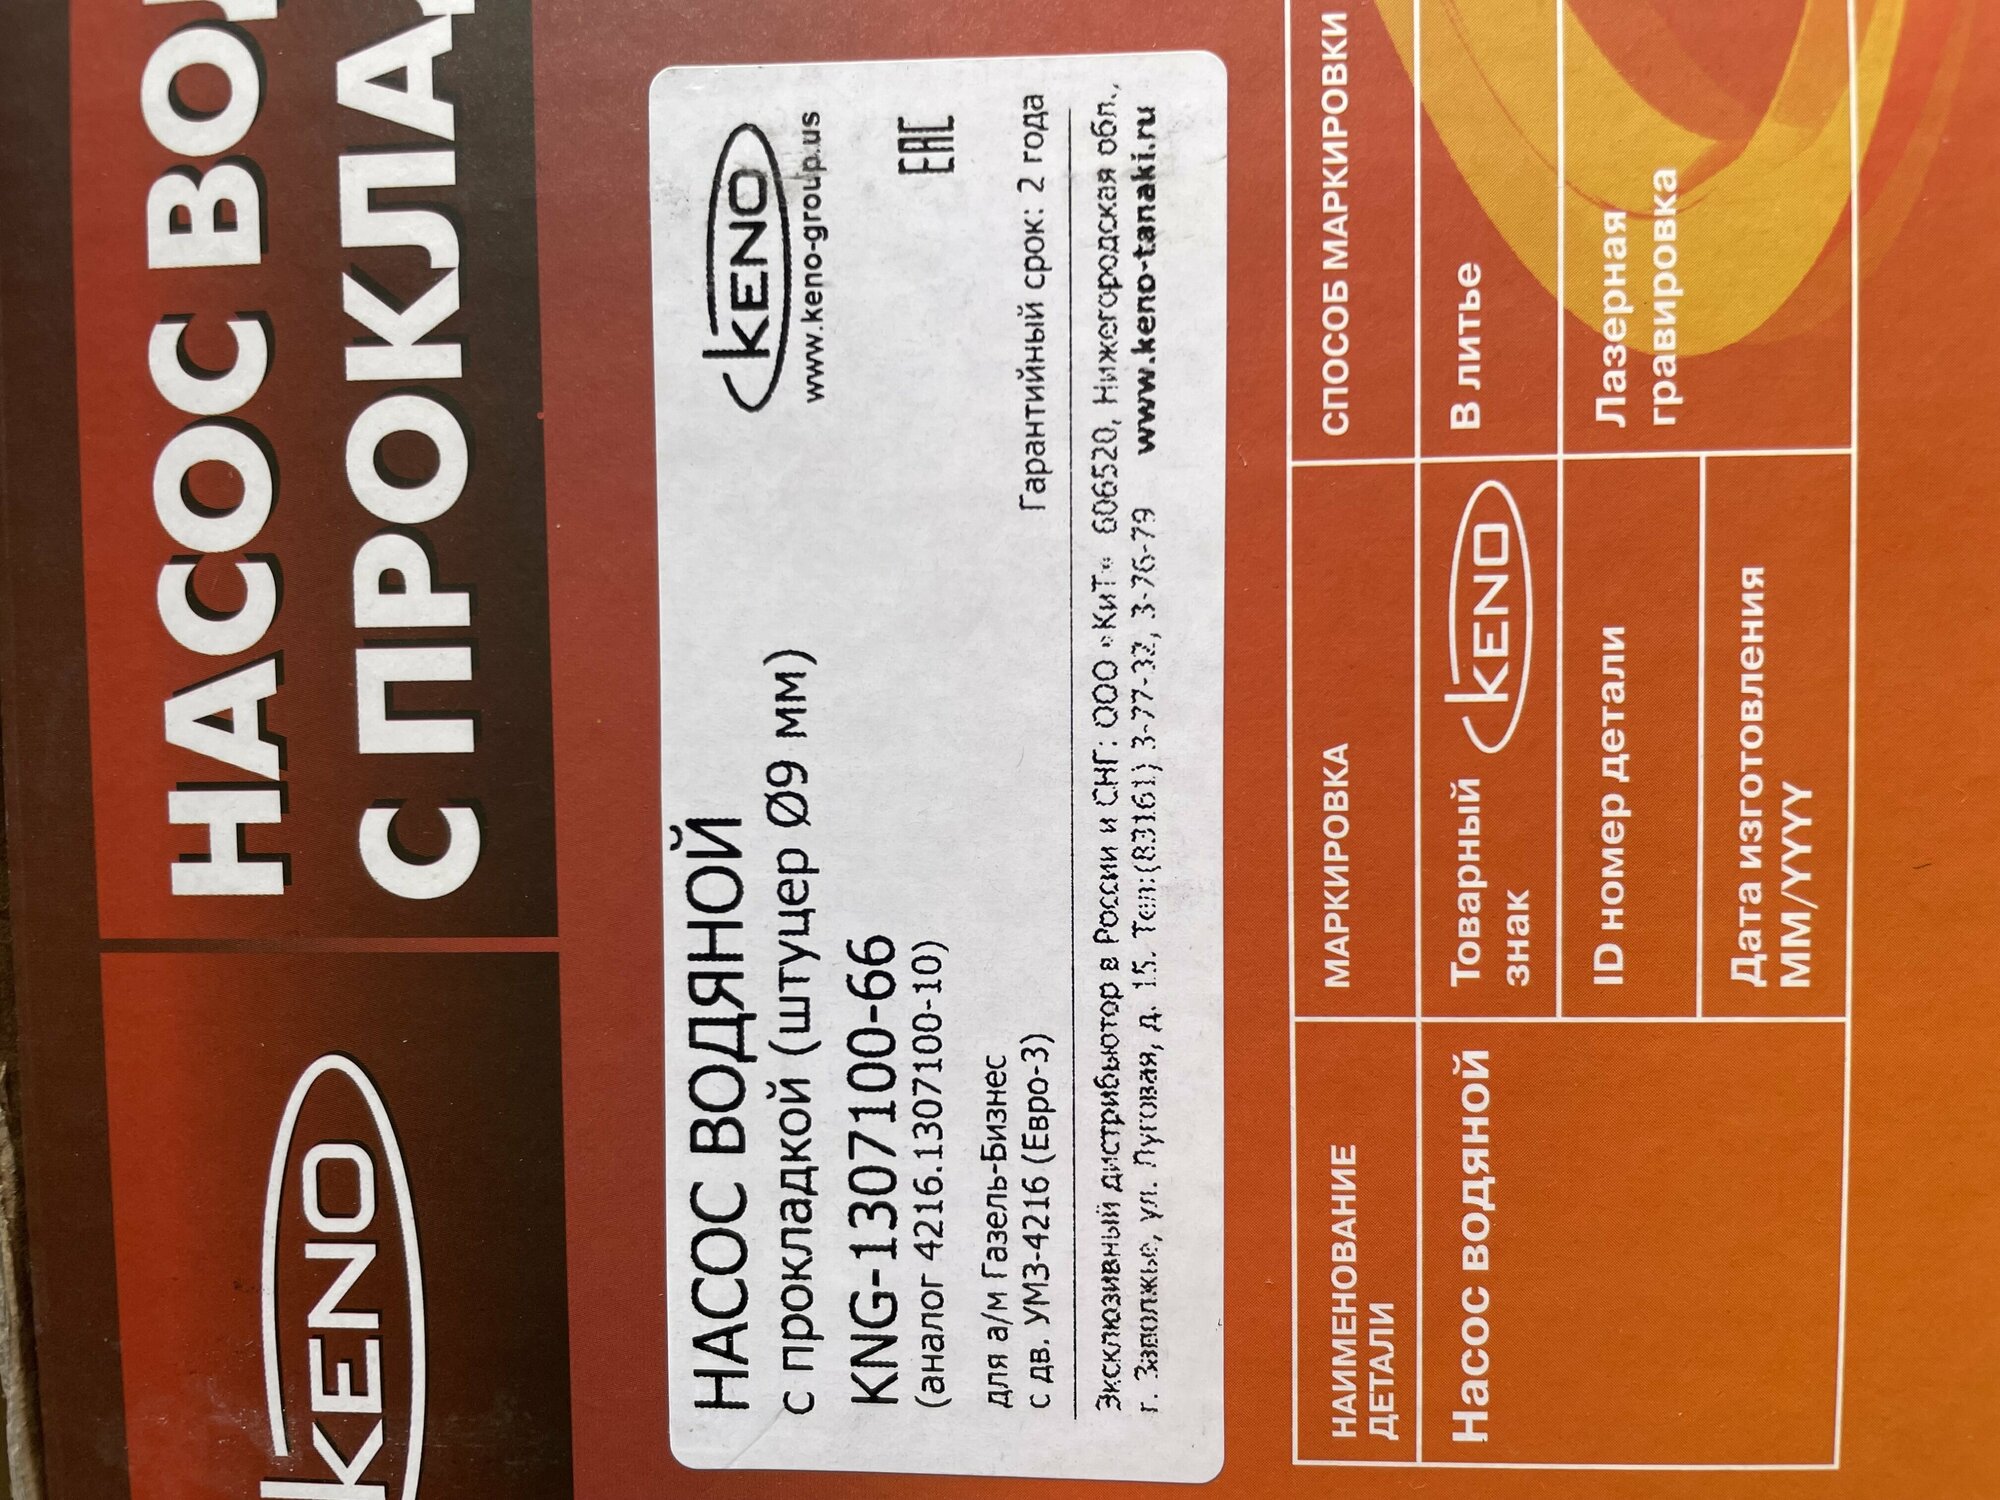 KENO
НАСОС ВО
С ПРОКЛА
НАСОС ВОДЯНОЙ
с прокладкой (штуцер Ø9 мм)
KNG-1307100-66
(аналог 4216.1307100-10)
для а/м Газель-Бизнес
с дв. УМЗ-4216 (Евро-3)
KENO
www.keno-group.us
EAC
Гарантийный срок: 2 года
Эксклюзивный дистрибьютор в России и СНГ: ООО «КиТ» 606520, Нижегородская обл.,
г. Заволжье, ул. Луговая, д. 15. Тел:(83161) 3-77-32, 3-76-79 www.keno-tanaki.ru
НАИМЕНОВАНИЕ
ДЕТАЛИ
МАРКИРОВКА
СПОСОБ МАРКИРОВКИ
Насос водяной
Товарный
знак
KENO
В литье
ID номер детали
Лазерная
гравировка
Дата изготовления
MM/YYYY